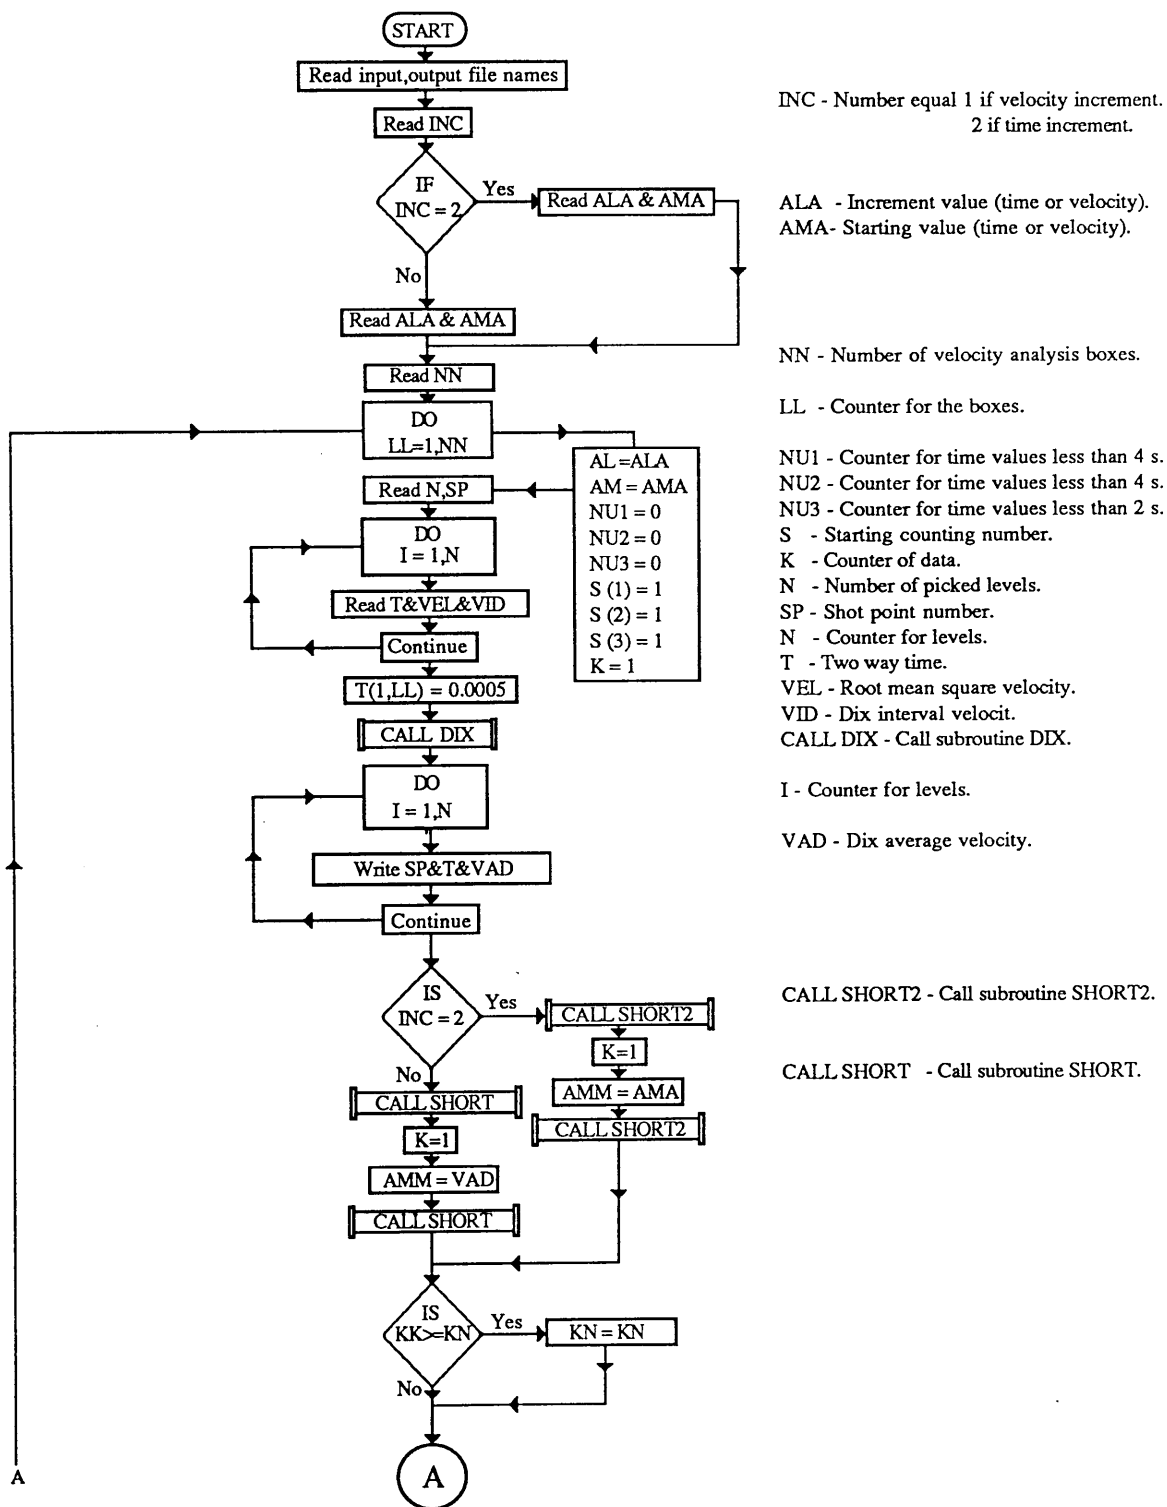 START
Read input,output file names
Read INC
IF
INC = 2
Yes
Read ALA & AMA
No
Read ALA & AMA
Read NN
DO
LL=1,NN
AL =ALA
AM = AMA
NU1 = 0
NU2 = 0
NU3 = 0
S (1) = 1
S (2) = 1
S (3) = 1
K = 1
Read N,SP
DO
I = 1,N
Read T&VEL&VID
Continue
T(1,LL) = 0.0005
CALL DIX
DO
I = 1,N
Write SP&T&VAD
Continue
IS
INC = 2
Yes
CALL SHORT2
K=1
AMM = AMA
CALL SHORT2
No
CALL SHORT
K=1
AMM = VAD
CALL SHORT
IS
KK>=KN
Yes
KN = KN
No
A
A
INC - Number equal 1 if velocity increment.
2 if time increment.
ALA - Increment value (time or velocity).
AMA- Starting value (time or velocity).
NN - Number of velocity analysis boxes.
LL - Counter for the boxes.
NU1 - Counter for time values less than 4 s.
NU2 - Counter for time values less than 4 s.
NU3 - Counter for time values less than 2 s.
S - Starting counting number.
K - Counter of data.
N - Number of picked levels.
SP - Shot point number.
N - Counter for levels.
T - Two way time.
VEL - Root mean square velocity.
VID - Dix interval velocit.
CALL DIX - Call subroutine DIX.
I - Counter for levels.
VAD - Dix average velocity.
CALL SHORT2 - Call subroutine SHORT2.
CALL SHORT - Call subroutine SHORT.